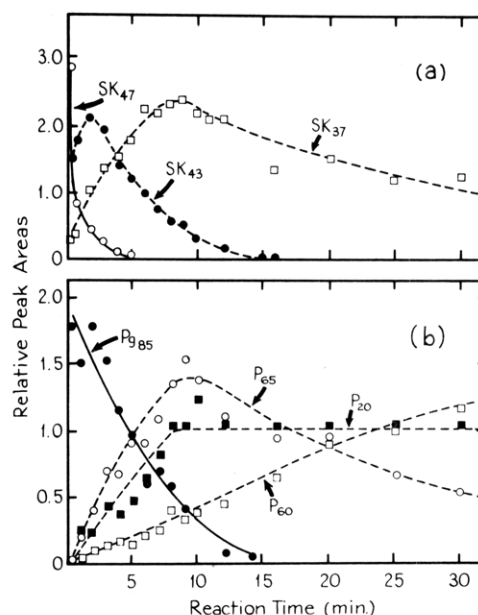 (a)
3.0
2.0
1.0
0
SK47
SK43
SK37
Relative Peak Areas
(b)
2.0
1.5
1.0
0.5
0
Pg85
P65
P20
P60
5
10
15
20
25
30
Reaction Time (min.)